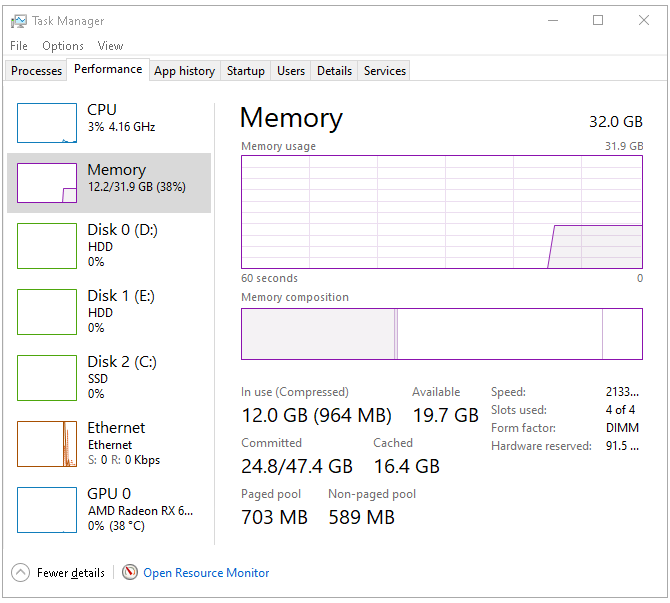 Task Manager
File Options View
Processes Performance App history Startup Users Details Services
CPU
3% 4.16 GHz
Memory
12.2/31.9 GB (38%)
Disk 0 (D:)
HDD
0%
Disk 1 (E:)
HDD
0%
Disk 2 (C:)
SSD
0%
Ethernet
Ethernet
S: 0 R: 0 Kbps
GPU 0
AMD Radeon RX 6...
0% (38 °C)
Memory 32.0 GB
Memory usage 31.9 GB
60 seconds 0
Memory composition
In use (Compressed) Available
12.0 GB (964 MB) 19.7 GB
Committed Cached
24.8/47.4 GB 16.4 GB
Paged pool Non-paged pool
703 MB 589 MB
Speed: 2133...
Slots used: 4 of 4
Form factor: DIMM
Hardware reserved: 91.5 ...
Fewer details Open Resource Monitor